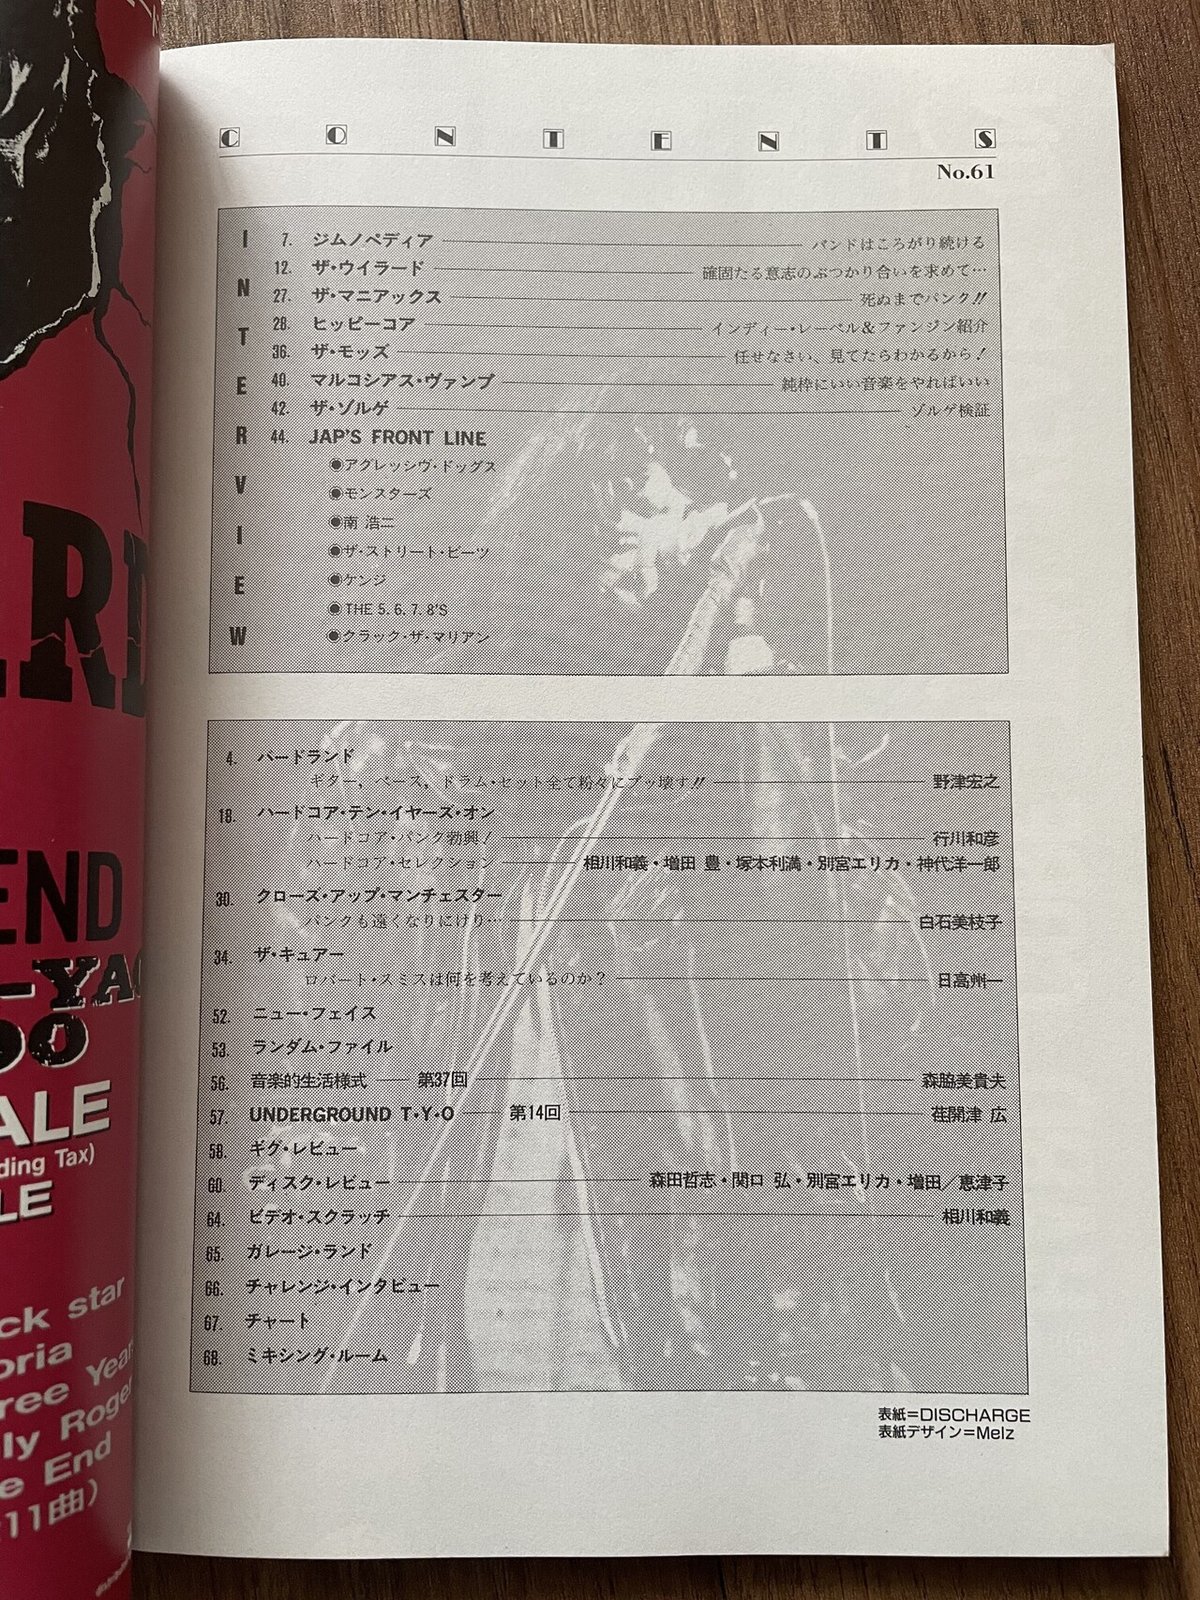 CONTENTS
No.61
INTERVIEW
7. ジムノペディア バンドはころがり続ける
12. ザ・ウイラード 確固たる意志のぶつかり合いを求めて…
27. ザ・マニアックス 死ぬまでパンク!!
28. ヒッピーコア インディー・レーベル&ファンジン紹介
36. ザ・モッズ 任せなさい、見てたらわかるから!
40. マルコシアス・ヴァンプ 純粋にいい音楽をやればいい
42. ザ・ゾルゲ ゾルゲ検証
44. JAP'S FRONT LINE
◉アグレッシヴ・ドッグス
◉モンスターズ
◉南 浩二
◉ザ・ストリート・ビーツ
◉ケンジ
◉THE 5.6.7.8'S
◉クラック・ザ・マリアン
4. バードランド
ギター, ベース, ドラム・セット全て粉々にブッ壊す!! 野津宏之
18. ハードコア・テン・イヤーズ・オン
ハードコア・パンク勃興! 行川和彦
ハードコア・セレクション 相川和義・増田 豊・塚本利満・別宮エリカ・神代洋一郎
30. クローズ・アップ・マンチェスター
パンクも遠くなりにけり… 白石美枝子
34. ザ・キュアー
ロバート・スミスは何を考えているのか? 日高州一
52. ニュー・フェイス
53. ランダム・ファイル
56. 音楽的生活様式 第37回 森脇美貴夫
57. UNDERGROUND T・Y・O 第14回 荏開津 広
58. ギグ・レビュー
60. ディスク・レビュー 森田哲志・関口 弘・別宮エリカ・増田/恵津子
64. ビデオ・スクラッチ 相川和義
65. ガレージ・ランド
66. チャレンジ・インタビュー
67. チャート
68. ミキシング・ルーム
表紙=DISCHARGE
表紙デザイン=Melz
END
ALE
ding Tax)
LE
ck star
oria
ree Year
ly Roge
e End
11曲)